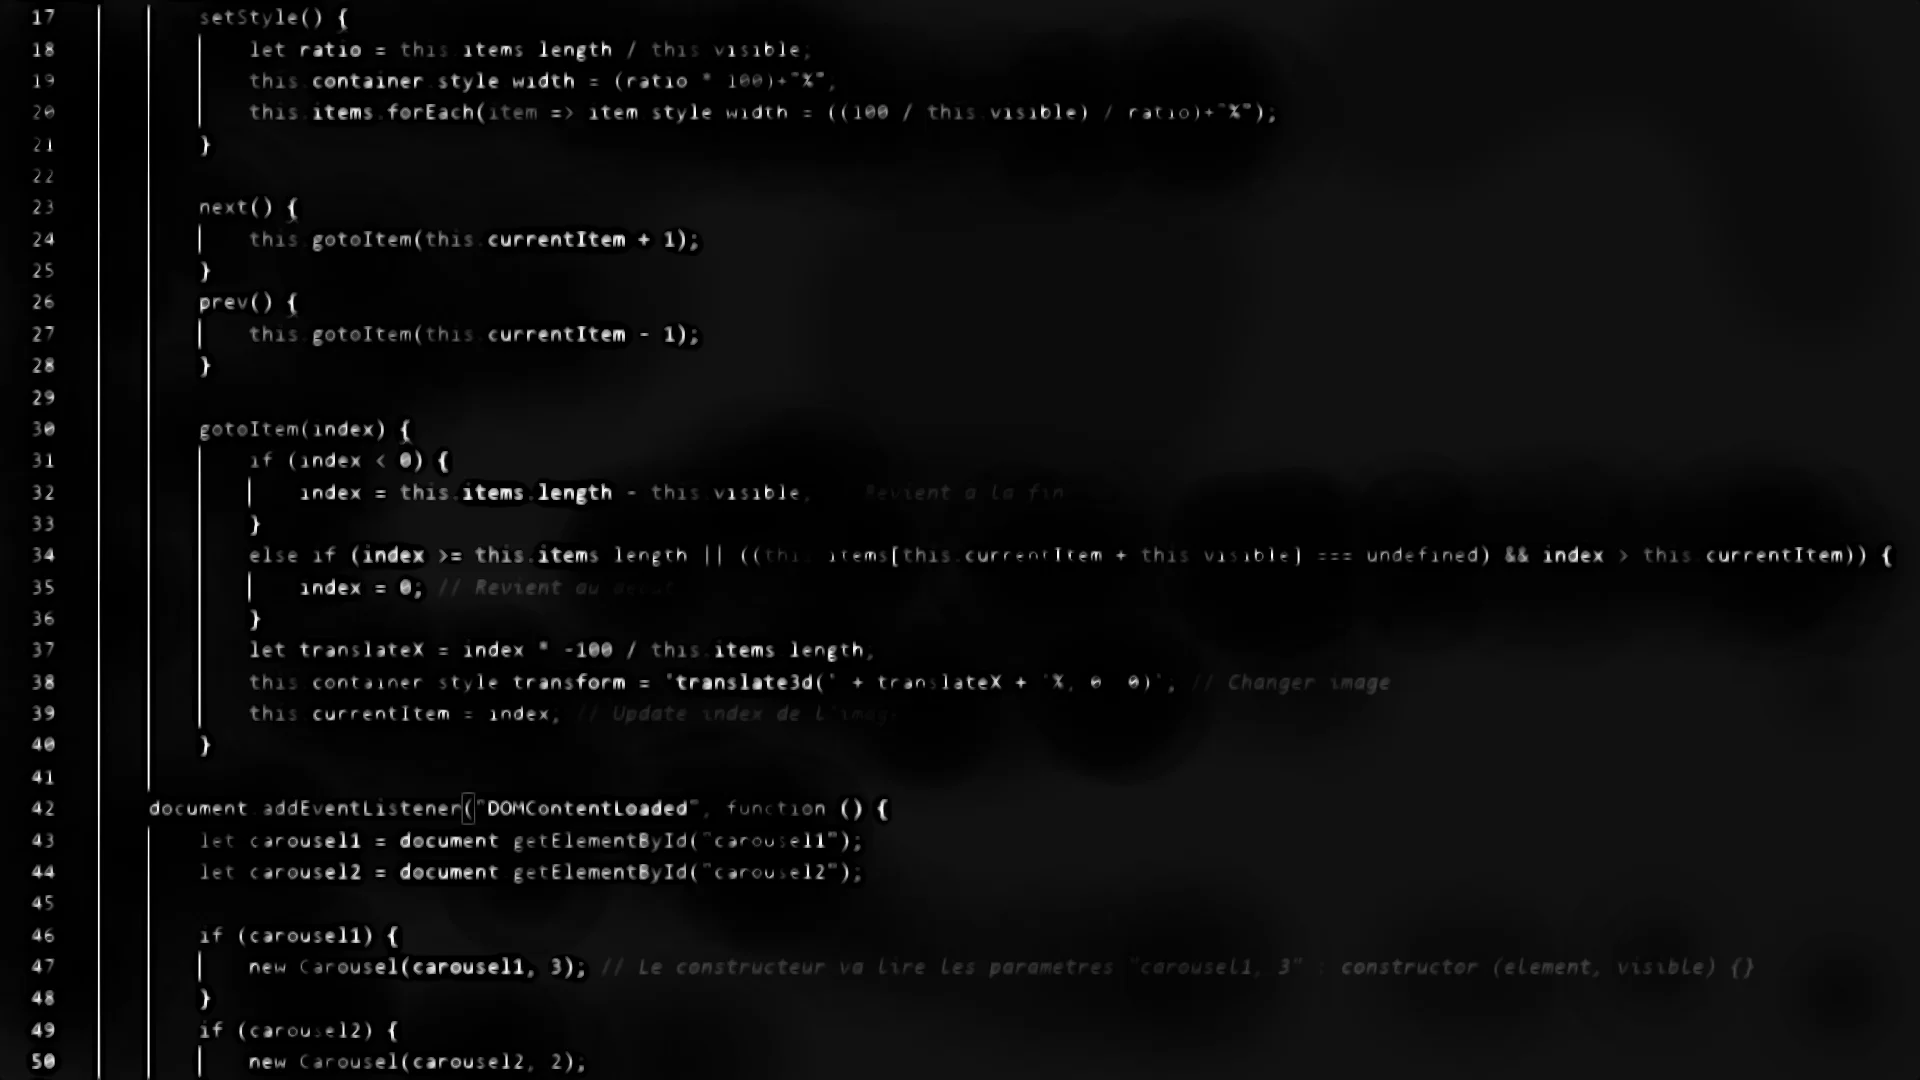 17 setStyle() {
18 let ratio = this.items.length / this.visible;
19 this.container.style.width = (ratio * 100)+"%";
20 this.items.forEach(item => item.style.width = ((100 / this.visible) / ratio)+"%");
21 }
22
23 next() {
24 this.gotoItem(this.currentItem + 1);
25 }
26 prev() {
27 this.gotoItem(this.currentItem - 1);
28 }
29
30 gotoItem(index) {
31 if (index < 0) {
32 index = this.items.length - this.visible; Revient a la fin
33 }
34 else if (index >= this.items.length || ((this.items[this.currentItem + this.visible] === undefined) && index > this.currentItem)) {
35 index = 0; // Revient au debut
36 }
37 let translateX = index * -100 / this.items.length;
38 this.container.style.transform = 'translate3d(' + translateX + '%, 0, 0)'; // Changer image
39 this.currentItem = index; // Update index de l'image
40 }
41
42 document.addEventListener("DOMContentLoaded", function () {
43 let carousel1 = document.getElementById("carousel1");
44 let carousel2 = document.getElementById("carousel2");
45
46 if (carousel1) {
47 new Carousel(carousel1, 3); // Le constructeur va lire les parametres "carousel1, 3" : constructor (element, visible) {}
48 }
49 if (carousel2) {
50 new Carousel(carousel2, 2);